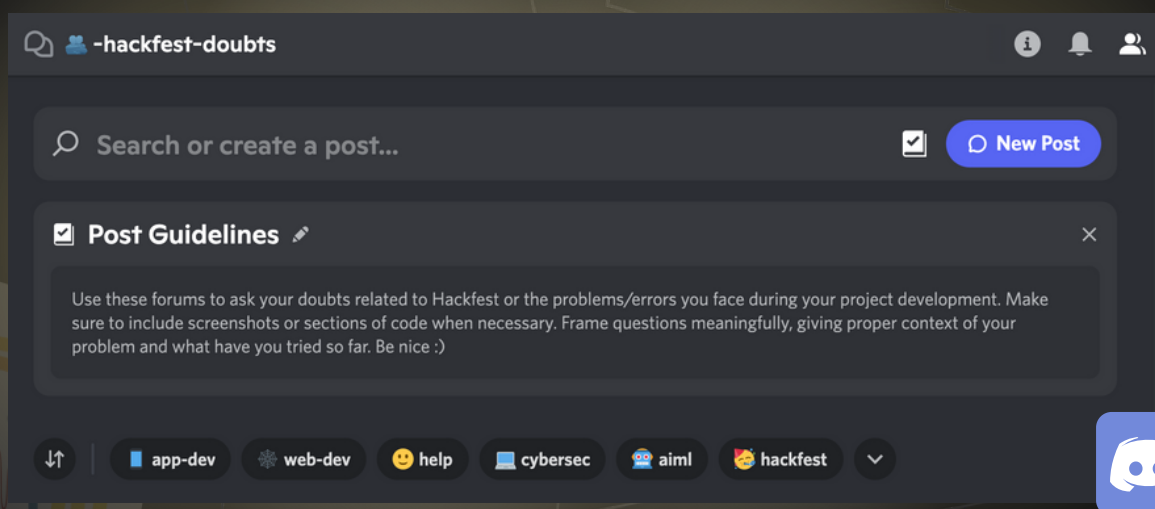 -hackfest-doubts
Search or create a post...
New Post
Post Guidelines
Use these forums to ask your doubts related to Hackfest or the problems/errors you face during your project development. Make
sure to include screenshots or sections of code when necessary. Frame questions meaningfully, giving proper context of your
problem and what have you tried so far. Be nice :)
app-dev web-dev help cybersec aiml hackfest